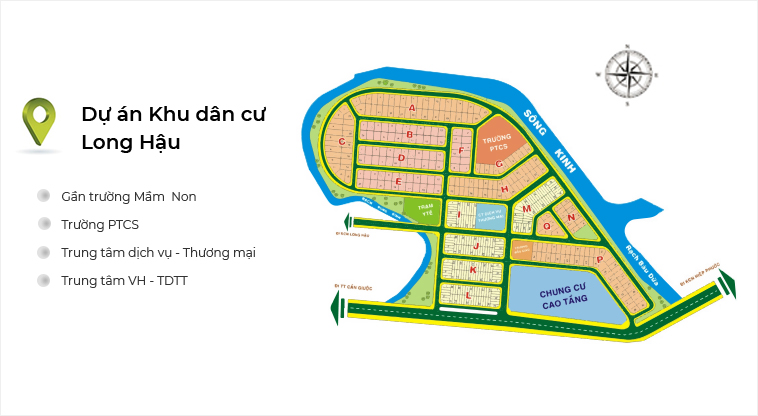 Dự án Khu dân cư
Long Hậu
Gần trường Mầm Non
Trường PTCS
Trung tâm dịch vụ - Thương mại
Trung tâm VH - TDTT
N
W
E
S
SÔNG KINH
A
B
C
D
E
F
TRƯỜNG
PTCS
G
H
TRẠM
Y TẾ
I
M
N
O
J
K
L
P
CHUNG CƯ
CAO TẦNG
Rạch Bàu Dừa
ĐI KCN LONG HẬU
ĐI TT CẦN GIUỘC
ĐI KCN HIỆP PHƯỚC